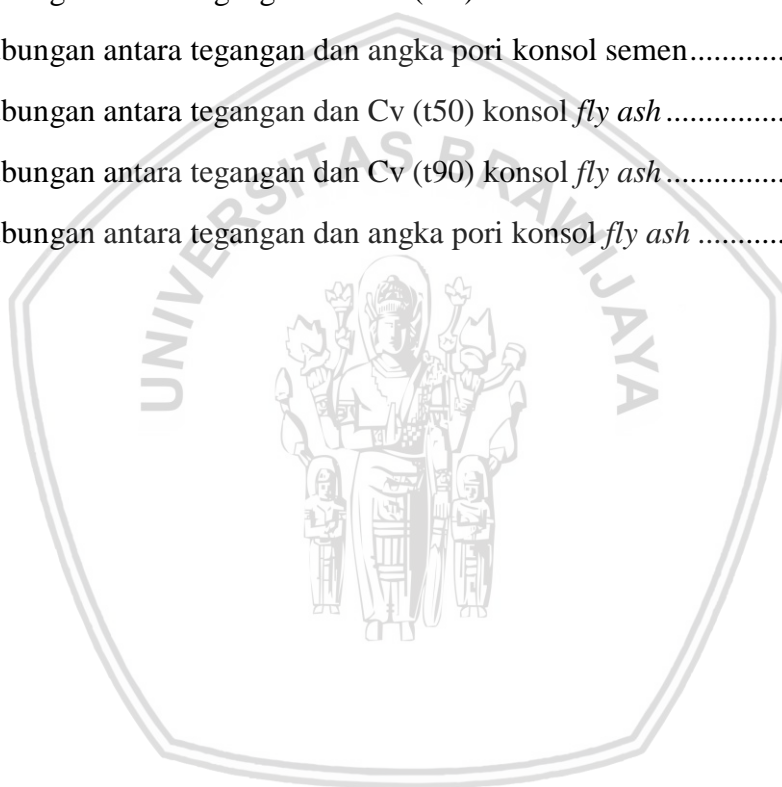 bungan antara tegangan dan angka pori konsol semen.............
bungan antara tegangan dan Cv (t50) konsol fly ash...............
bungan antara tegangan dan Cv (t90) konsol fly ash...............
bungan antara tegangan dan angka pori konsol fly ash...........
UNIVERSITAS BRAWIJAYA